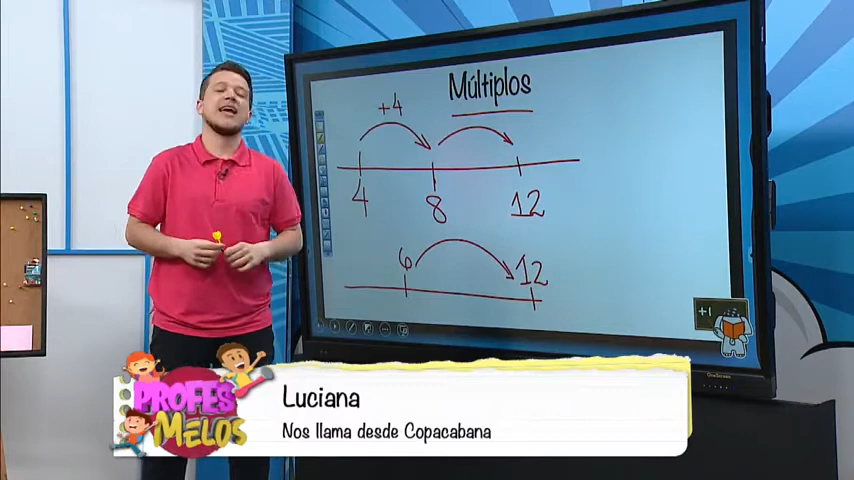 Múltiplos
+4
4 8 12
6 12
+1
PROFES
MELOS
Luciana
Nos llama desde Copacabana